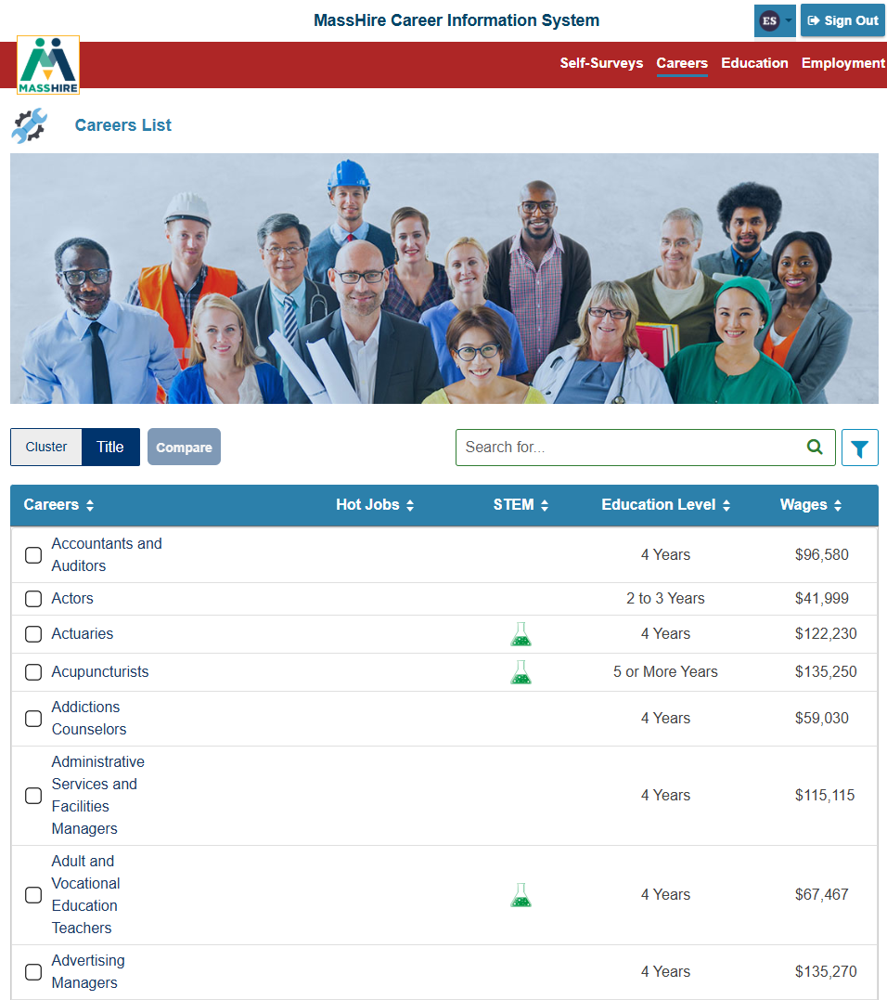 MassHire Career Information System
ES
Sign Out
MASSHIRE
Self-Surveys Careers Education Employment
Careers List
Cluster Title Compare Search for...
Careers Hot Jobs STEM Education Level Wages
Accountants and
Auditors
4 Years $96,580
Actors 2 to 3 Years $41,999
Actuaries 4 Years $122,230
Acupuncturists 5 or More Years $135,250
Addictions
Counselors
4 Years $59,030
Administrative
Services and
Facilities
Managers
4 Years $115,115
Adult and
Vocational
Education
Teachers
4 Years $67,467
Advertising
Managers
4 Years $135,270